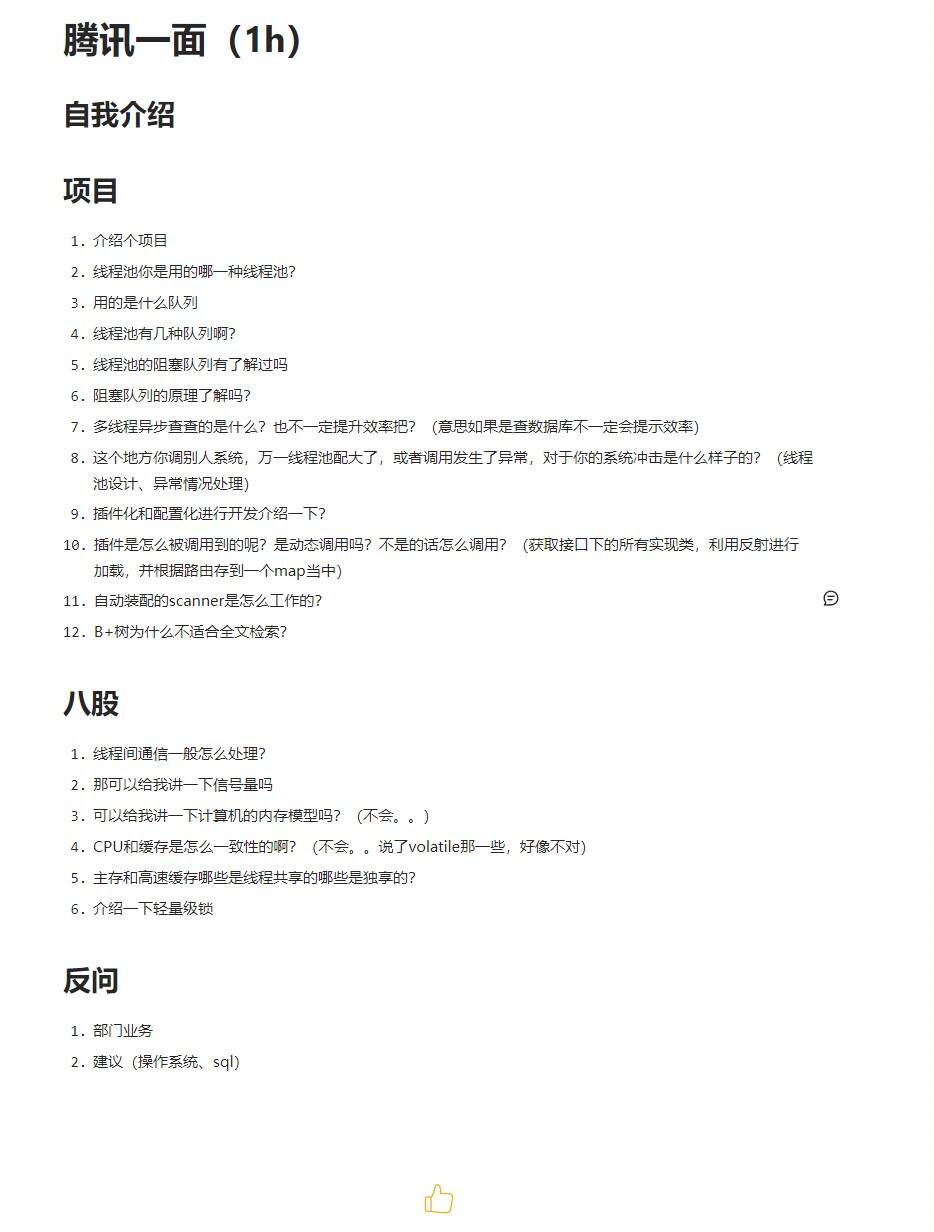 腾讯一面（1h）
自我介绍
项目
1. 介绍个项目
2. 线程池你是用的哪一种线程池？
3. 用的是什么队列
4. 线程池有几种队列啊？
5. 线程池的阻塞队列有了解过吗
6. 阻塞队列的原理了解吗？
7. 多线程异步查查的是什么？也不一定提升效率把？（意思如果是查数据库不一定会提示效率）
8. 这个地方你调别人系统，万一线程池配大了，或者调用发生了异常，对于你的系统冲击是什么样子的？（线程
池设计、异常情况处理）
9. 插件化和配置化进行开发介绍一下？
10. 插件是怎么被调用到的呢？是动态调用吗？不是的话怎么调用？（获取接口下的所有实现类，利用反射进行
加载，并根据路由存到一个map当中）
11. 自动装配的scanner是怎么工作的？
12. B+树为什么不适合全文检索？
八股
1. 线程间通信一般怎么处理？
2. 那可以给我讲一下信号量吗
3. 可以给我讲一下计算机的内存模型吗？（不会。。）
4. CPU和缓存是怎么一致性的啊？（不会。。说了volatile那一些，好像不对）
5. 主存和高速缓存哪些是线程共享的哪些是独享的？
6. 介绍一下轻量级锁
反问
1. 部门业务
2. 建议（操作系统、sql）